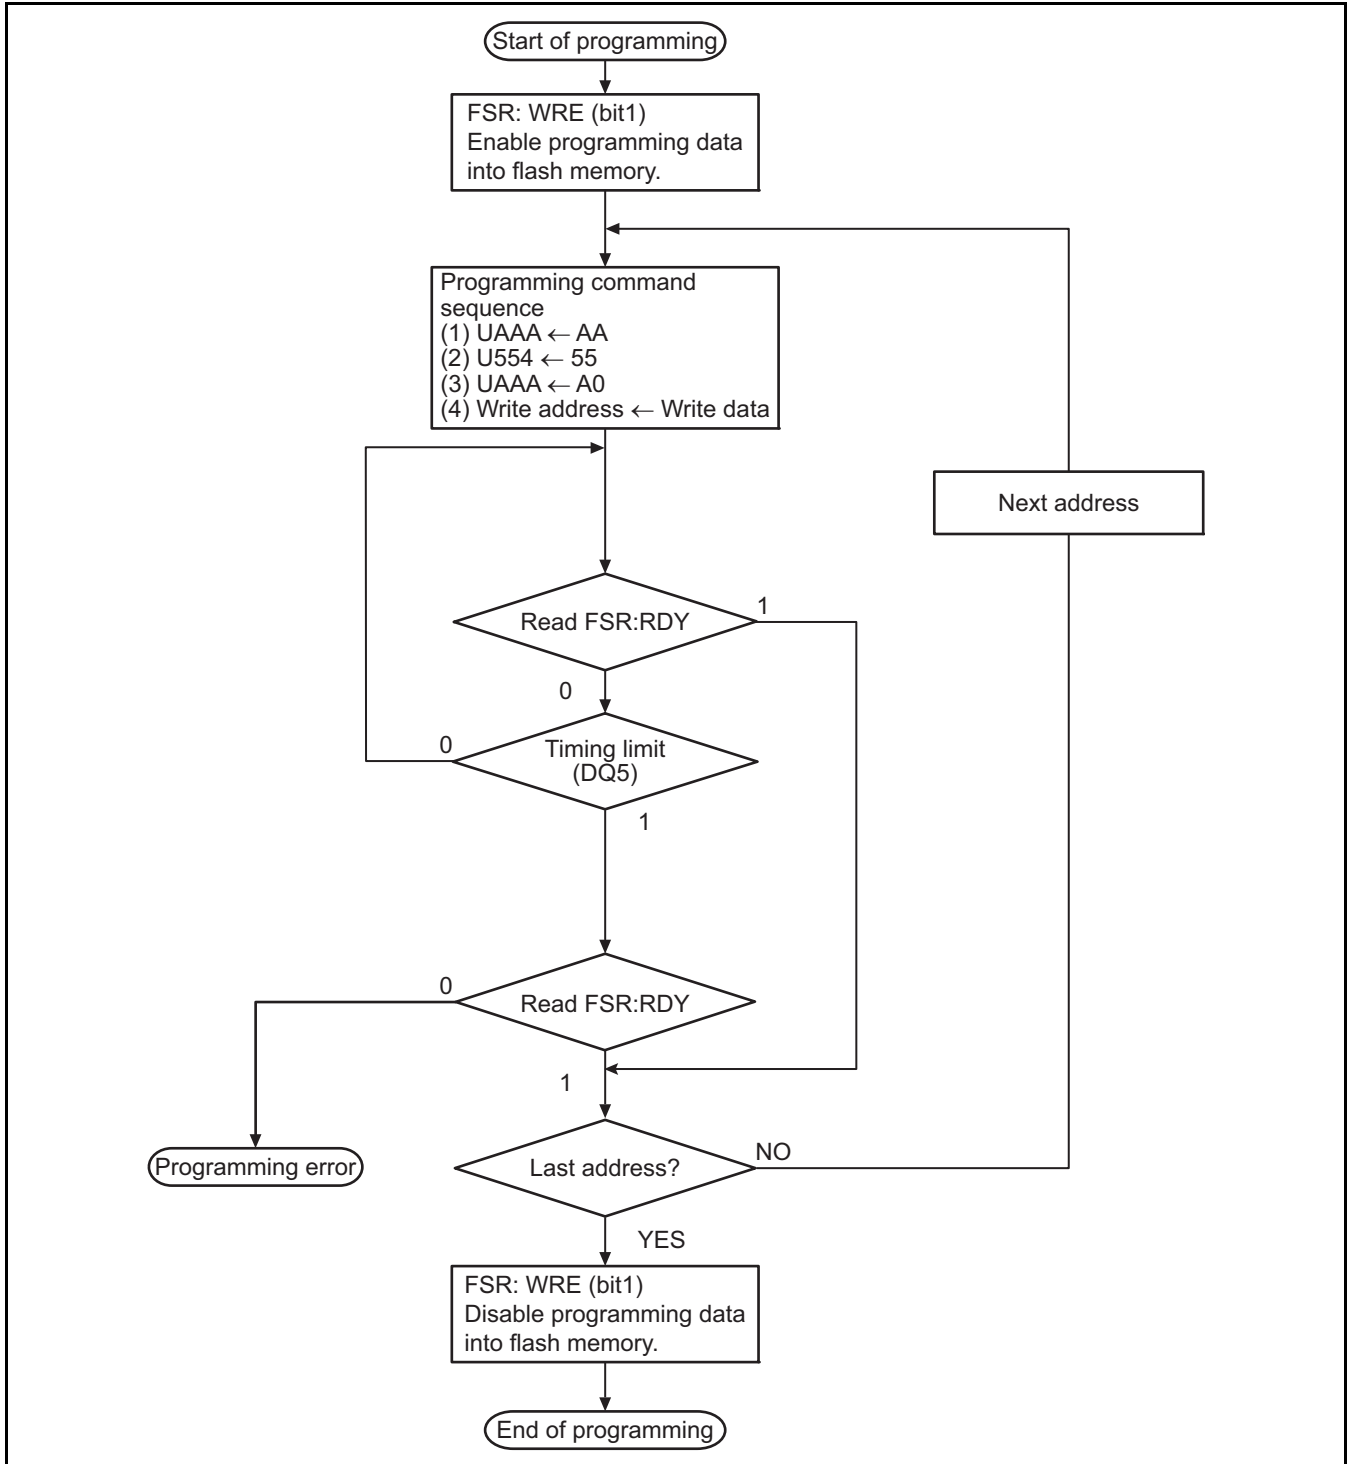 Start of programming
FSR: WRE (bit1)
Enable programming data
into flash memory.
Programming command
sequence
(1) UAAA ← AA
(2) U554 ← 55
(3) UAAA ← A0
(4) Write address ← Write data
Next address
Read FSR:RDY
1
0
Timing limit
(DQ5)
0
1
Read FSR:RDY
0
1
Programming error
Last address?
NO
YES
FSR: WRE (bit1)
Disable programming data
into flash memory.
End of programming